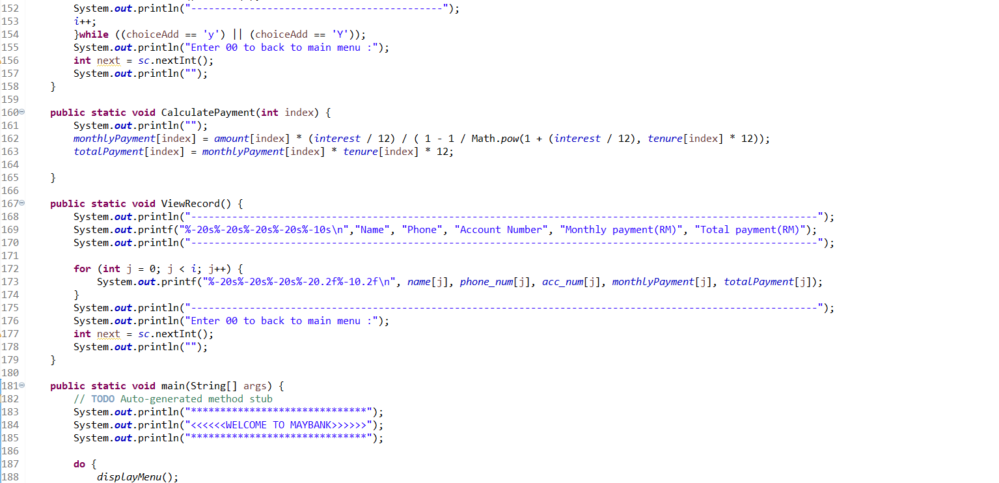 152 System.out.println("-------------------------------------------");
153 i++;
154 }while ((choiceAdd == 'y') || (choiceAdd == 'Y'));
155 System.out.println("Enter 00 to back to main menu :");
156 int next = sc.nextInt();
157 System.out.println("");
158 }
159
160 public static void CalculatePayment(int index) {
161 System.out.println("");
162 monthlyPayment[index] = amount[index] * (interest / 12) / ( 1 - 1 / Math.pow(1 + (interest / 12), tenure[index] * 12));
163 totalPayment[index] = monthlyPayment[index] * tenure[index] * 12;
164
165 }
166
167 public static void ViewRecord() {
168 System.out.println("-----------------------------------------------------------------------------------------------------------");
169 System.out.printf("%-20s%-20s%-20s%-20s%-10s\n","Name", "Phone", "Account Number", "Monthly payment(RM)", "Total payment(RM)");
170 System.out.println("-----------------------------------------------------------------------------------------------------------");
171
172 for (int j = 0; j < i; j++) {
173 System.out.printf("%-20s%-20s%-20s%-20.2f%-10.2f\n", name[j], phone_num[j], acc_num[j], monthlyPayment[j], totalPayment[j]);
174 }
175 System.out.println("-----------------------------------------------------------------------------------------------------------");
176 System.out.println("Enter 00 to back to main menu :");
177 int next = sc.nextInt();
178 System.out.println("");
179 }
180
181 public static void main(String[] args) {
182 // TODO Auto-generated method stub
183 System.out.println("******************************");
184 System.out.println("<<<<<<WELCOME TO MAYBANK>>>>>>");
185 System.out.println("******************************");
186
187 do {
188 displayMenu();